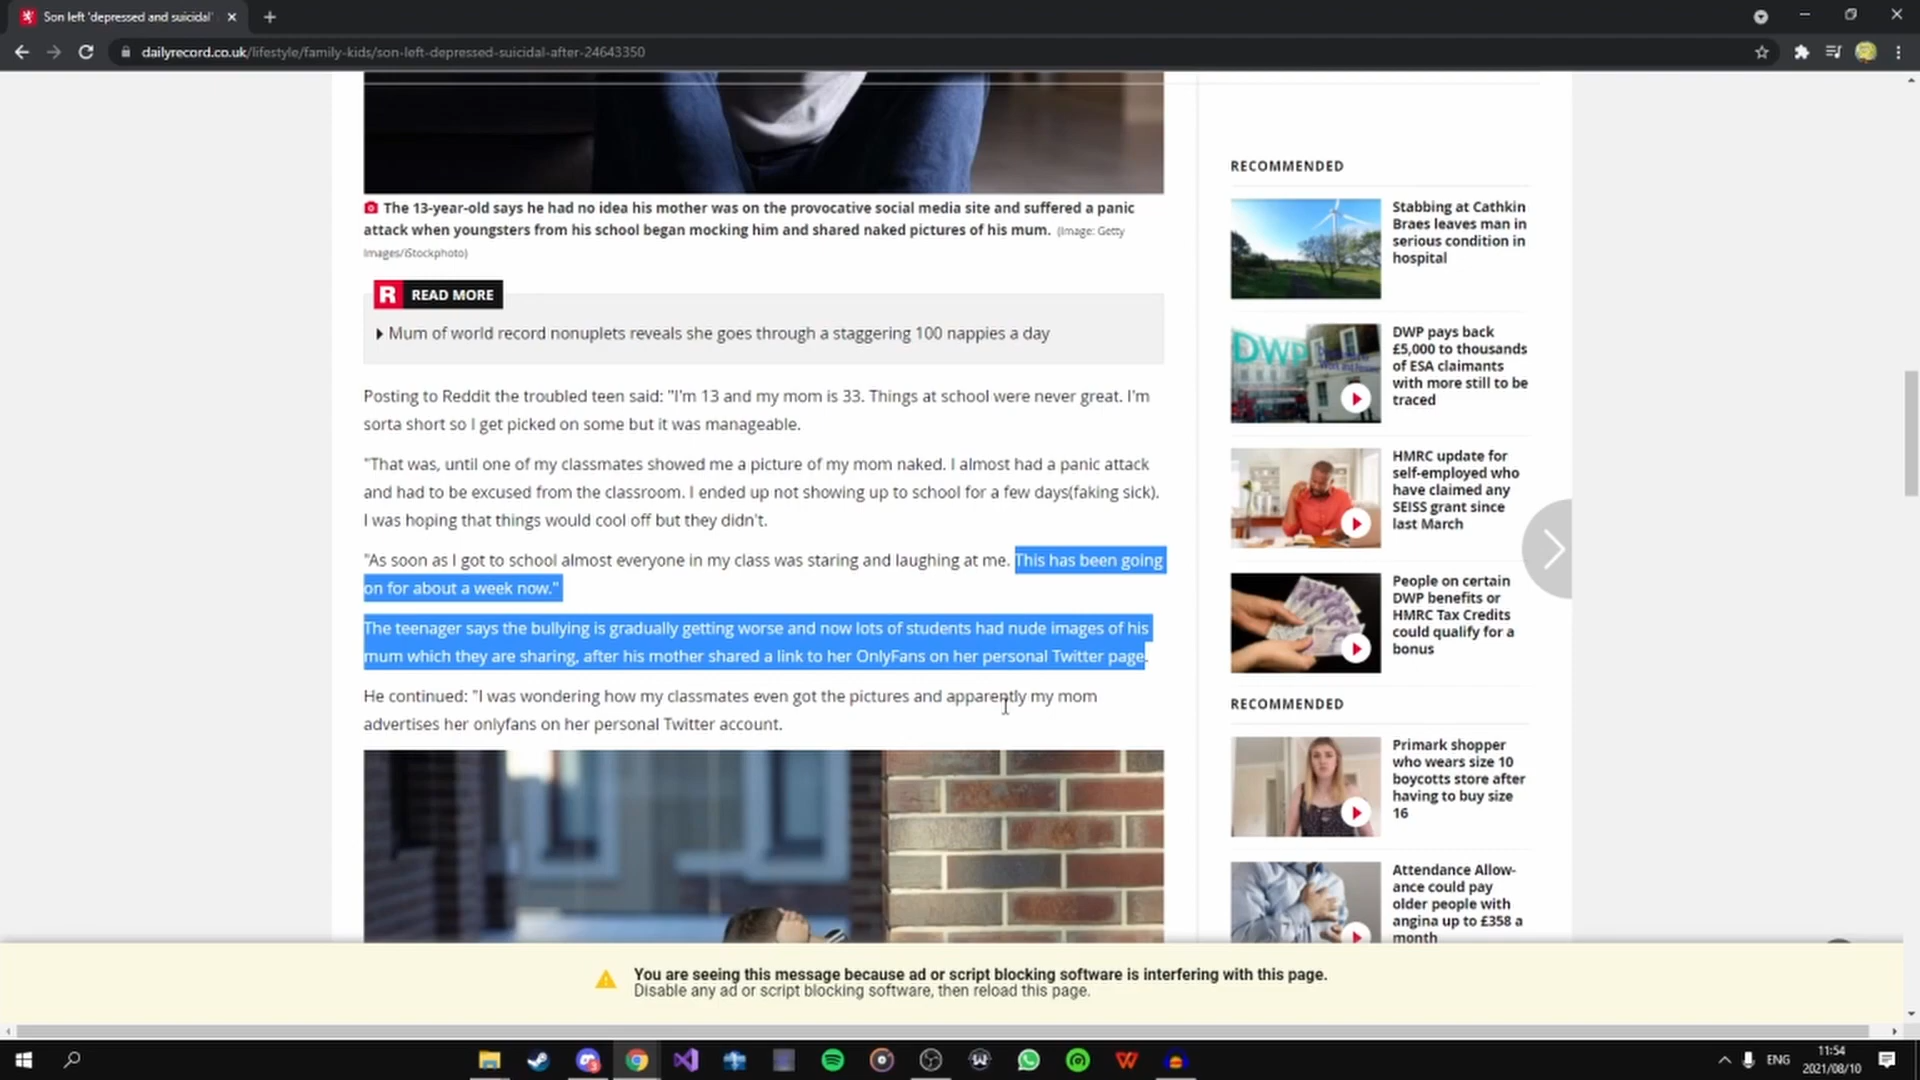 Son left 'depressed and suicidal'
dailyrecord.co.uk/lifestyle/family-kids/son-left-depressed-suicidal-after-24643350
The 13-year-old says he had no idea his mother was on the provocative social media site and suffered a panic
attack when youngsters from his school began mocking him and shared naked pictures of his mum. (Image: Getty
Images/iStockphoto)
R READ MORE
Mum of world record nonuplets reveals she goes through a staggering 100 nappies a day
Posting to Reddit the troubled teen said: "I'm 13 and my mom is 33. Things at school were never great. I'm
sorta short so I get picked on some but it was manageable.
"That was, until one of my classmates showed me a picture of my mom naked. I almost had a panic attack
and had to be excused from the classroom. I ended up not showing up to school for a few days(faking sick).
I was hoping that things would cool off but they didn't.
"As soon as I got to school almost everyone in my class was staring and laughing at me. This has been going
on for about a week now."
The teenager says the bullying is gradually getting worse and now lots of students had nude images of his
mum which they are sharing, after his mother shared a link to her OnlyFans on her personal Twitter page.
He continued: "I was wondering how my classmates even got the pictures and apparently my mom
advertises her onlyfans on her personal Twitter account.
RECOMMENDED
Stabbing at Cathkin
Braes leaves man in
serious condition in
hospital
DWP
DWP pays back
£5,000 to thousands
of ESA claimants
with more still to be
traced
HMRC update for
self-employed who
have claimed any
SEISS grant since
last March
People on certain
DWP benefits or
HMRC Tax Credits
could qualify for a
bonus
RECOMMENDED
Primark shopper
who wears size 10
boycotts store after
having to buy size
16
Attendance Allow-
ance could pay
older people with
angina up to £358 a
month
You are seeing this message because ad or script blocking software is interfering with this page.
Disable any ad or script blocking software, then reload this page.
ENG
11:54
2021/08/10